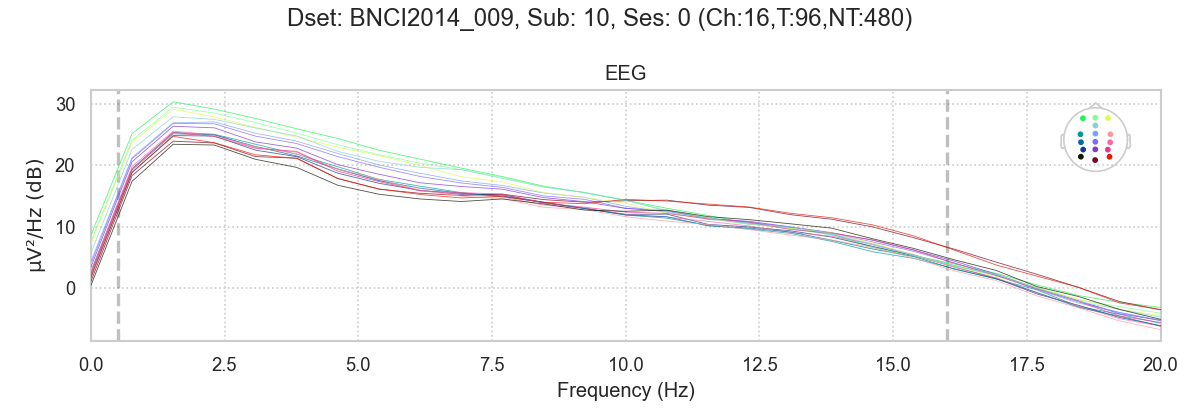 Dset: BNCI2014_009, Sub: 10, Ses: 0 (Ch:16,T:96,NT:480)
EEG
µV²/Hz (dB)
30
20
10
0
0.0 2.5 5.0 7.5 10.0 12.5 15.0 17.5 20.0
Frequency (Hz)